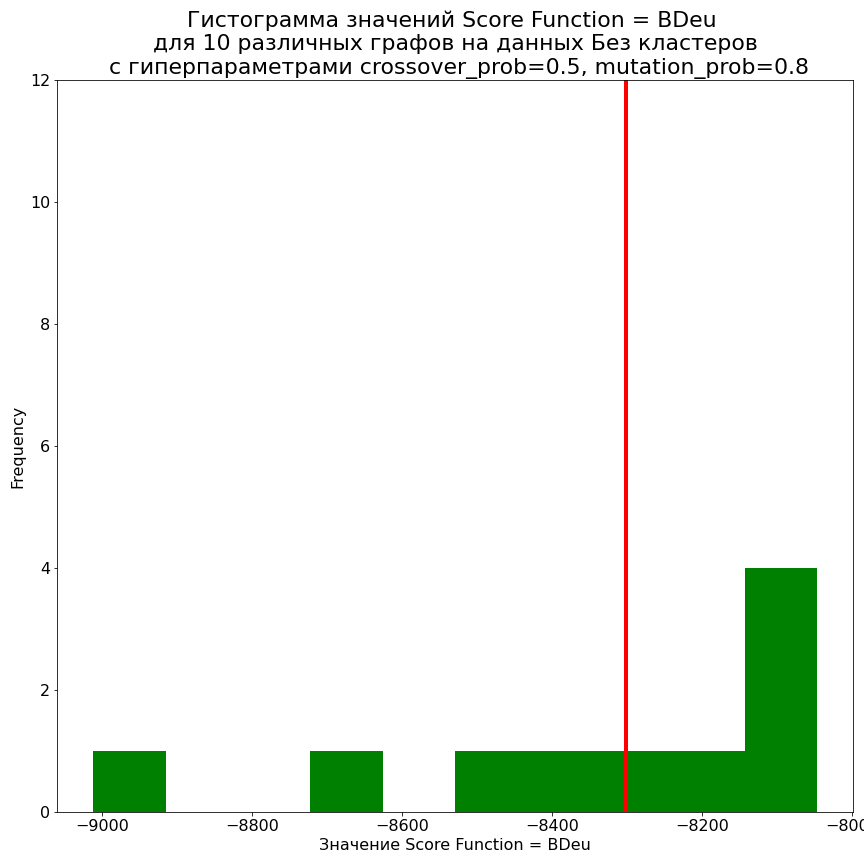 Гистограмма значений Score Function = BDeu
для 10 различных графов на данных Без кластеров
с гиперпараметрами crossover_prob=0.5, mutation_prob=0.8
12
10
8
6
4
2
0
Frequency
−9000 −8800 −8600 −8400 −8200 −800
Значение Score Function = BDeu